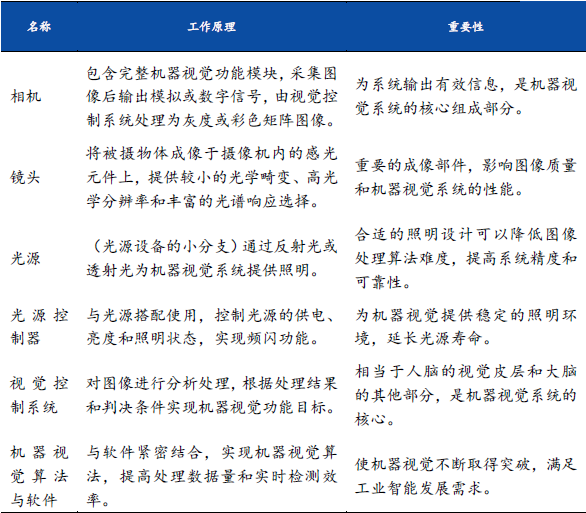 名称 工作原理 重要性
包含完整机器视觉功能模块，采集图
相机 像后输出模拟或数字信号，由视觉控 为系统输出有效信息，是机器视
制系统处理为灰度或彩色矩阵图像。 觉系统的核心组成部分。
将被摄物体成像于摄像机内的感光
镜头 元件上，提供较小的光学畸变、高光 重要的成像部件，影响图像质量
学分辨率和丰富的光谱响应选择。 和机器视觉系统的性能。
光源 （光源设备的小分支）通过反射光或 合适的照明设计可以降低图像
透射光为机器视觉系统提供照明。 处理算法难度，提高系统精度和
可靠性。
光源控 与光源搭配使用，控制光源的供电、 为机器视觉提供稳定的照明环
制器 亮度和照明状态，实现频闪功能。 境，延长光源寿命。
视觉控 对图像进行分析处理，根据处理结果 相当于人脑的视觉皮层和大脑
制系统 和判决条件实现机器视觉功能目标。 的其他部分，是机器视觉系统的
核心。
机器视 与软件紧密结合，实现机器视觉算 使机器视觉不断取得突破，满足
觉算法 法，提高处理数据量和实时检测效 工业智能发展需求。
与软件 率。